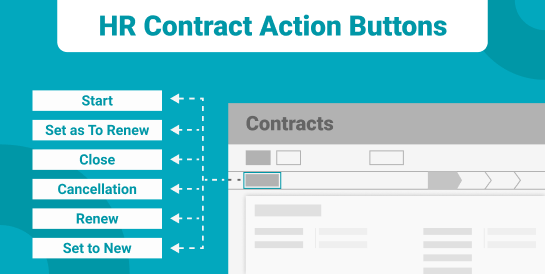 HR Contract Action Buttons
Start
Set as To Renew
Close
Cancellation
Renew
Set to New
Contracts